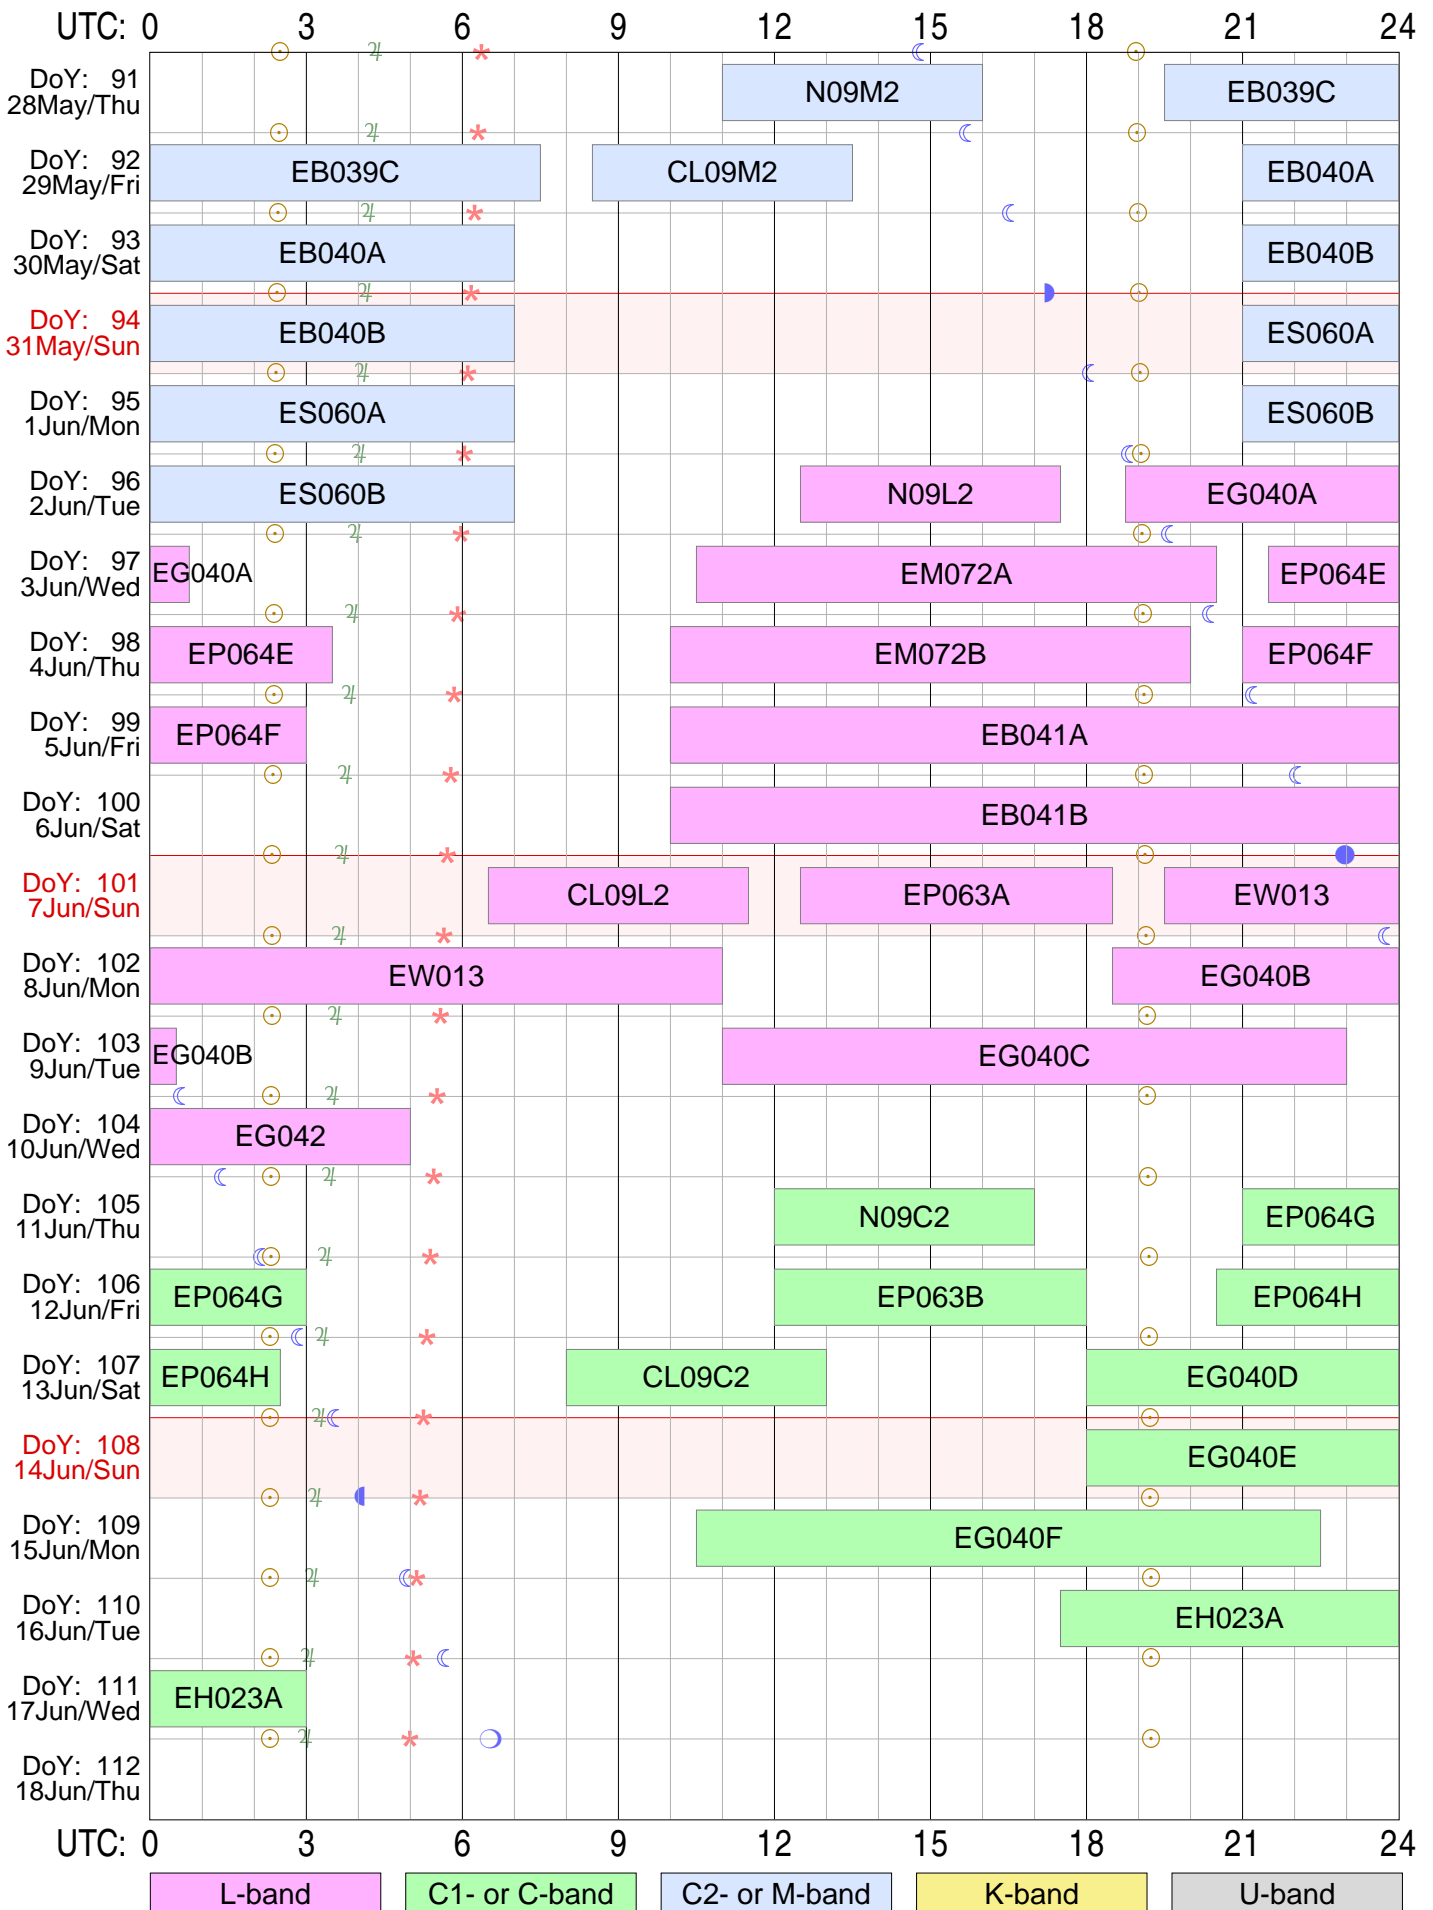 UTC: 0 3 6 9 12 15 18 21 24
DoY: 91
28May/Thu
N09M2 EB039C
DoY: 92
29May/Fri
EB039C CL09M2 EB040A
DoY: 93
30May/Sat
EB040A EB040B
DoY: 94
31May/Sun
EB040B ES060A
DoY: 95
1Jun/Mon
ES060A ES060B
DoY: 96
2Jun/Tue
ES060B N09L2 EG040A
DoY: 97
3Jun/Wed
EG040A EM072A EP064E
DoY: 98
4Jun/Thu
EP064E EM072B EP064F
DoY: 99
5Jun/Fri
EP064F EB041A
DoY: 100
6Jun/Sat
EB041B
DoY: 101
7Jun/Sun
CL09L2 EP063A EW013
DoY: 102
8Jun/Mon
EW013 EG040B
DoY: 103
9Jun/Tue
EG040B EG040C
DoY: 104
10Jun/Wed
EG042
DoY: 105
11Jun/Thu
N09C2 EP064G
DoY: 106
12Jun/Fri
EP064G EP063B EP064H
DoY: 107
13Jun/Sat
EP064H CL09C2 EG040D
DoY: 108
14Jun/Sun
EG040E
DoY: 109
15Jun/Mon
EG040F
DoY: 110
16Jun/Tue
EH023A
DoY: 111
17Jun/Wed
EH023A
DoY: 112
18Jun/Thu
UTC: 0 3 6 9 12 15 18 21 24
L-band C1- or C-band C2- or M-band K-band U-band